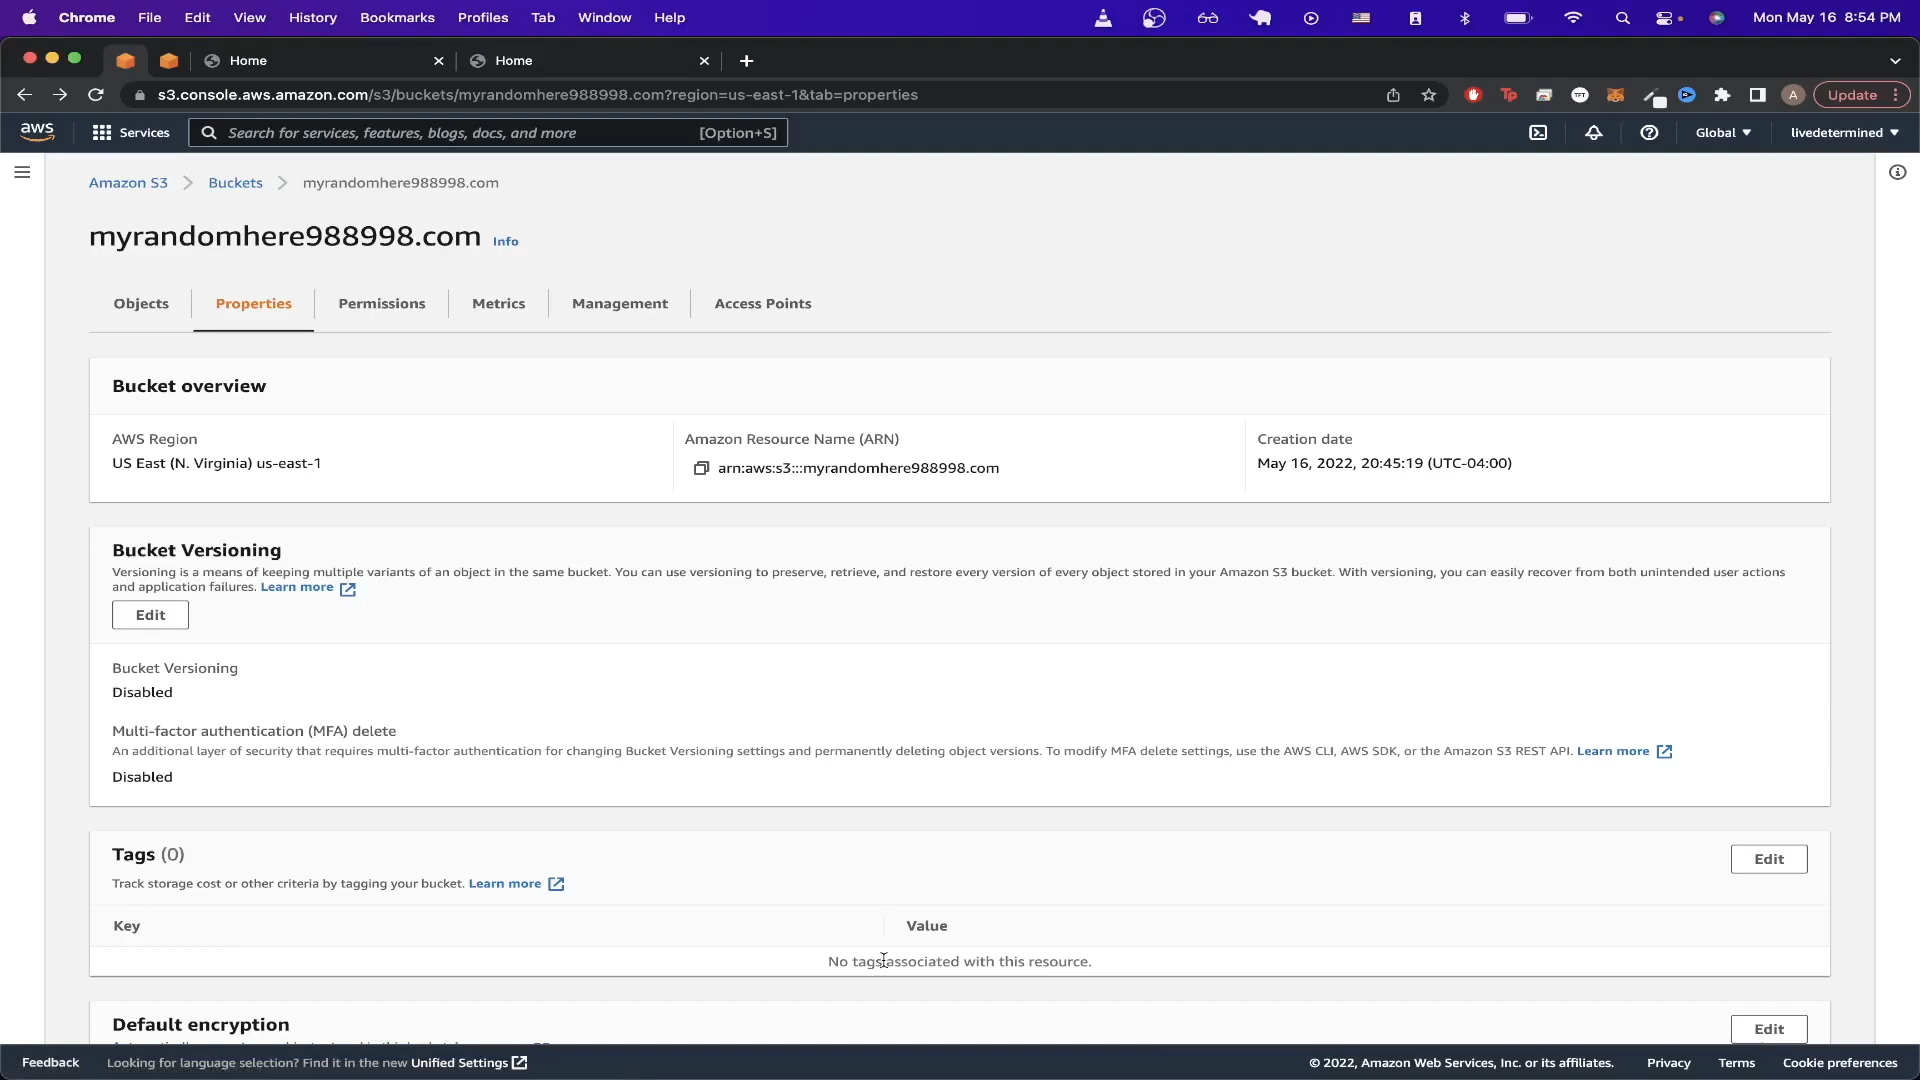 Chrome File Edit View History Bookmarks Profiles Tab Window Help Mon May 16 8:54 PM
Home Home
s3.console.aws.amazon.com/s3/buckets/myrandomhere988998.com?region=us-east-1&tab=properties Tp A Update
aws Services Search for services, features, blogs, docs, and more [Option+S] Global livedetermined
Amazon S3 Buckets myrandomhere988998.com
myrandomhere988998.com Info
Objects Properties Permissions Metrics Management Access Points
Bucket overview
AWS Region Amazon Resource Name (ARN) Creation date
US East (N. Virginia) us-east-1 arn:aws:s3:::myrandomhere988998.com May 16, 2022, 20:45:19 (UTC-04:00)
Bucket Versioning
Versioning is a means of keeping multiple variants of an object in the same bucket. You can use versioning to preserve, retrieve, and restore every version of every object stored in your Amazon S3 bucket. With versioning, you can easily recover from both unintended user actions
and application failures. Learn more
Edit
Bucket Versioning
Disabled
Multi-factor authentication (MFA) delete
An additional layer of security that requires multi-factor authentication for changing Bucket Versioning settings and permanently deleting object versions. To modify MFA delete settings, use the AWS CLI, AWS SDK, or the Amazon S3 REST API. Learn more
Disabled
Tags (0) Edit
Track storage cost or other criteria by tagging your bucket. Learn more
Key Value
No tags associated with this resource.
Default encryption Edit
Feedback Looking for language selection? Find it in the new Unified Settings © 2022, Amazon Web Services, Inc. or its affiliates. Privacy Terms Cookie preferences